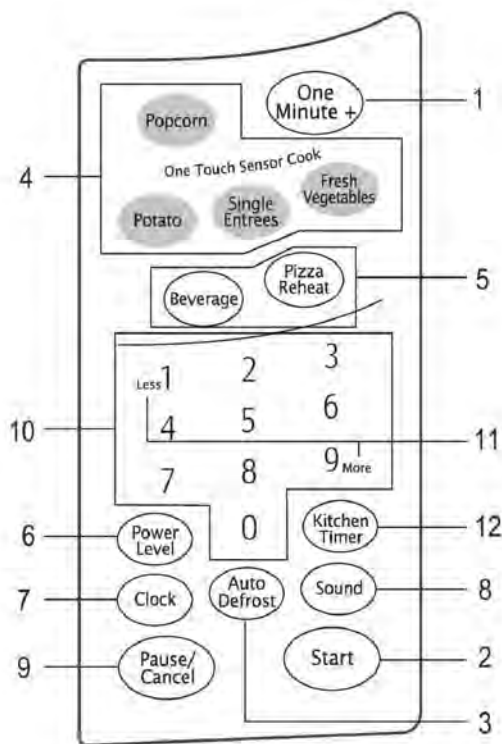 One
Minute +
1
Popcorn
4
One Touch Sensor Cook
Fresh
Vegetables
Single
Entrees
Potato
Pizza
Reheat
5
Beverage
1 2 3
Less
10
4 5 6
11
7 8 9
More
0
6
Power
Level
Kitchen
Timer
12
7
Clock
Auto
Defrost
Sound
8
9
Pause/
Cancel
Start
2
3